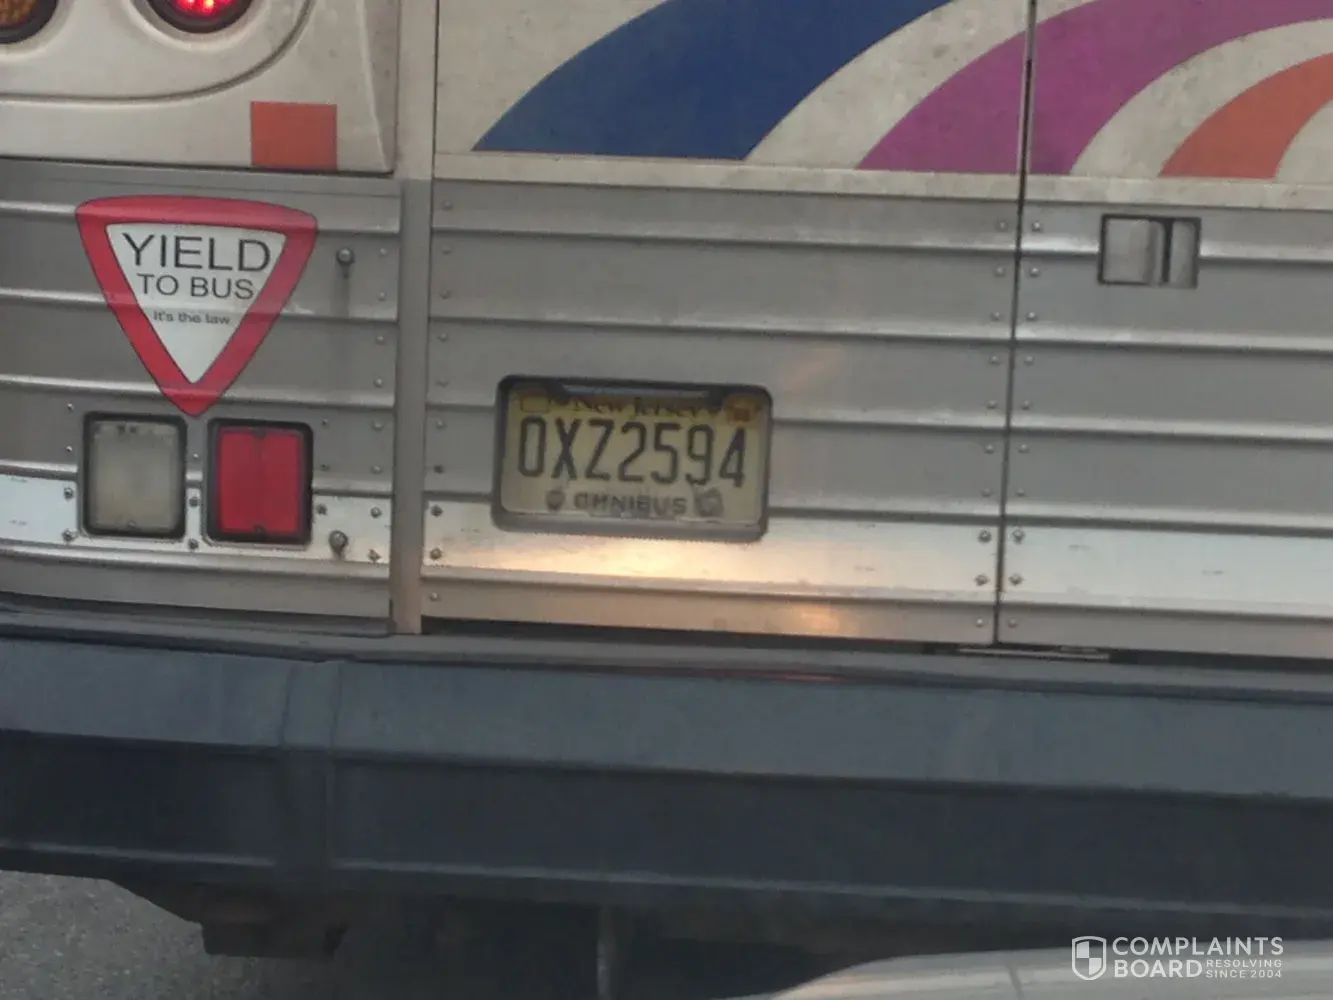 YIELD
TO BUS
it's the law
New Jersey
OXZ2594
OMNIBUS
COMPLAINTS
BOARD RESOLVING
SINCE 2004